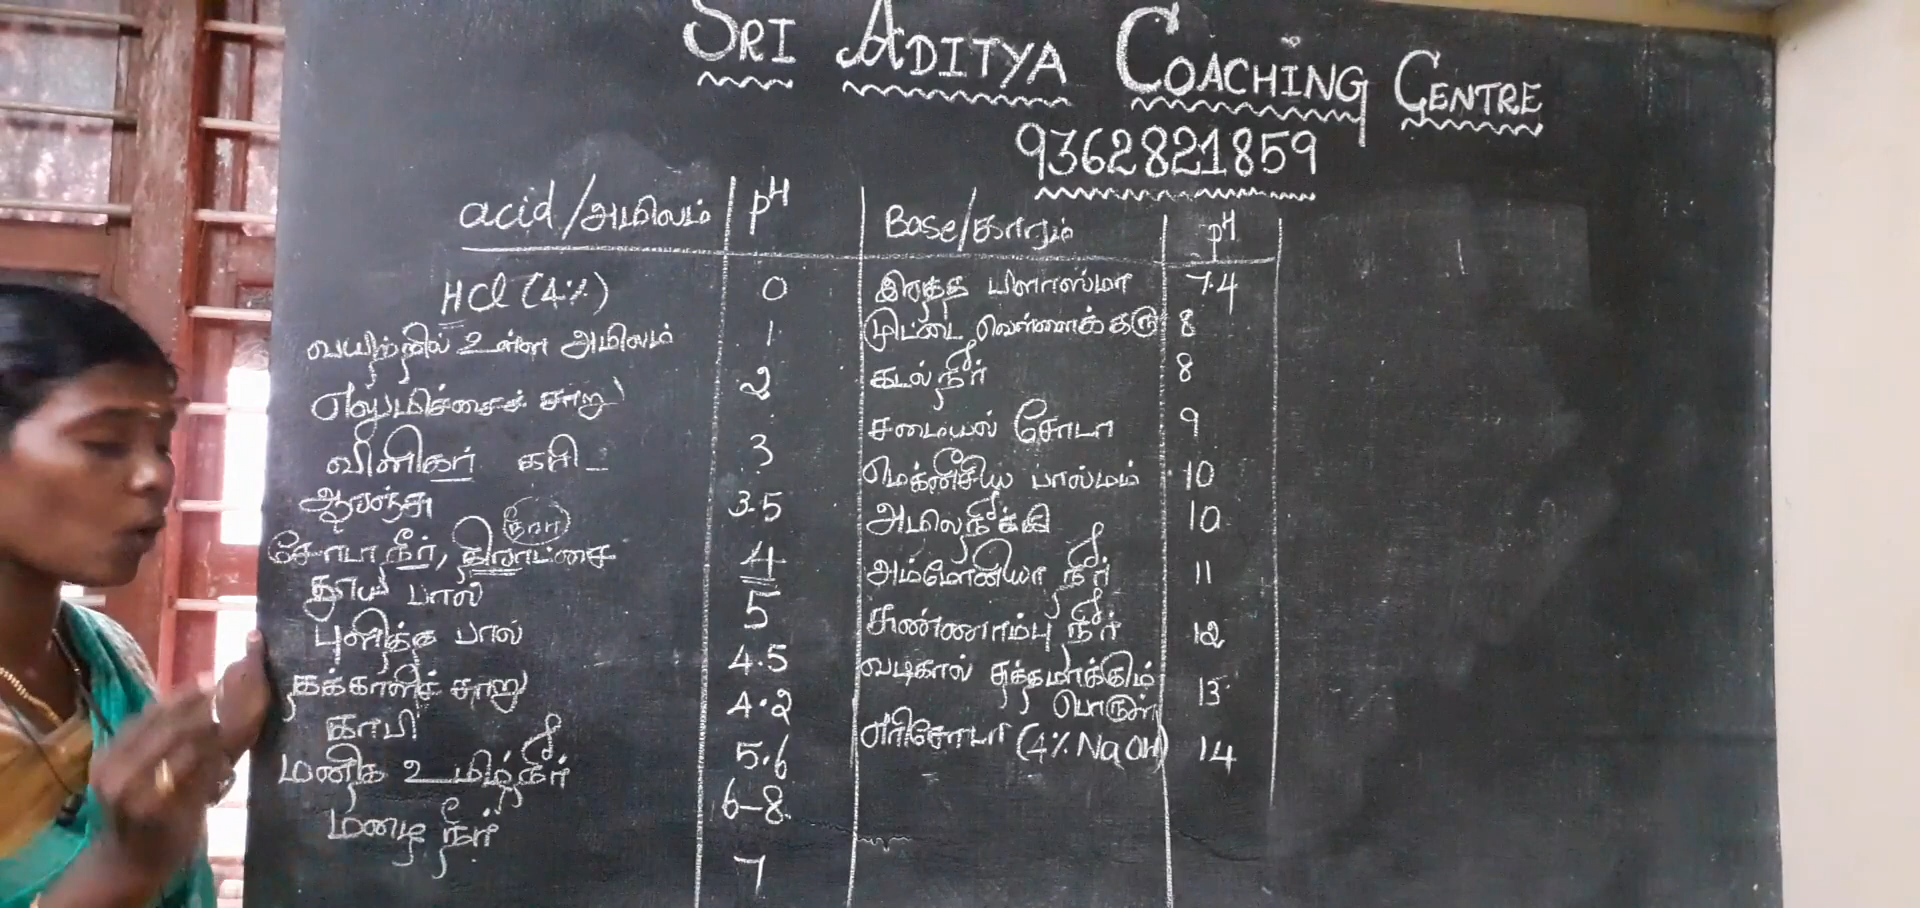 SRI ADITYA COACHING CENTRE
9362821859
acid/அமிலம் pH Base/காரம் pH
HCl (4%) 0 இரத்த பிளாஸ்மா 7.4
வயிற்றில் உள்ள அமிலம் 1 முட்டை வெள்ளைக்கரு 8
எலுமிச்சைச் சாறு 2 கடல் நீர் 8
வினிகர் 3 சமையல் சோடா 9
ஆரஞ்சு 3.5 மெக்னீசிய பால்மம் 10
சோடா நீர், திராட்சை 4 அமிலநீக்கி 10
தூய பால் 5 அம்மோனியா நீர் 11
புளித்த பால் 4.5 சுண்ணாம்பு நீர் 12
தக்காளிச் சாறு 4.2 வடிகால் சுத்தமாக்கும் பொருள் 13
காபி 5.6 எரிசோடா (4% NaOH) 14
மனித உமிழ்நீர் 6-8
மழை நீர் 7